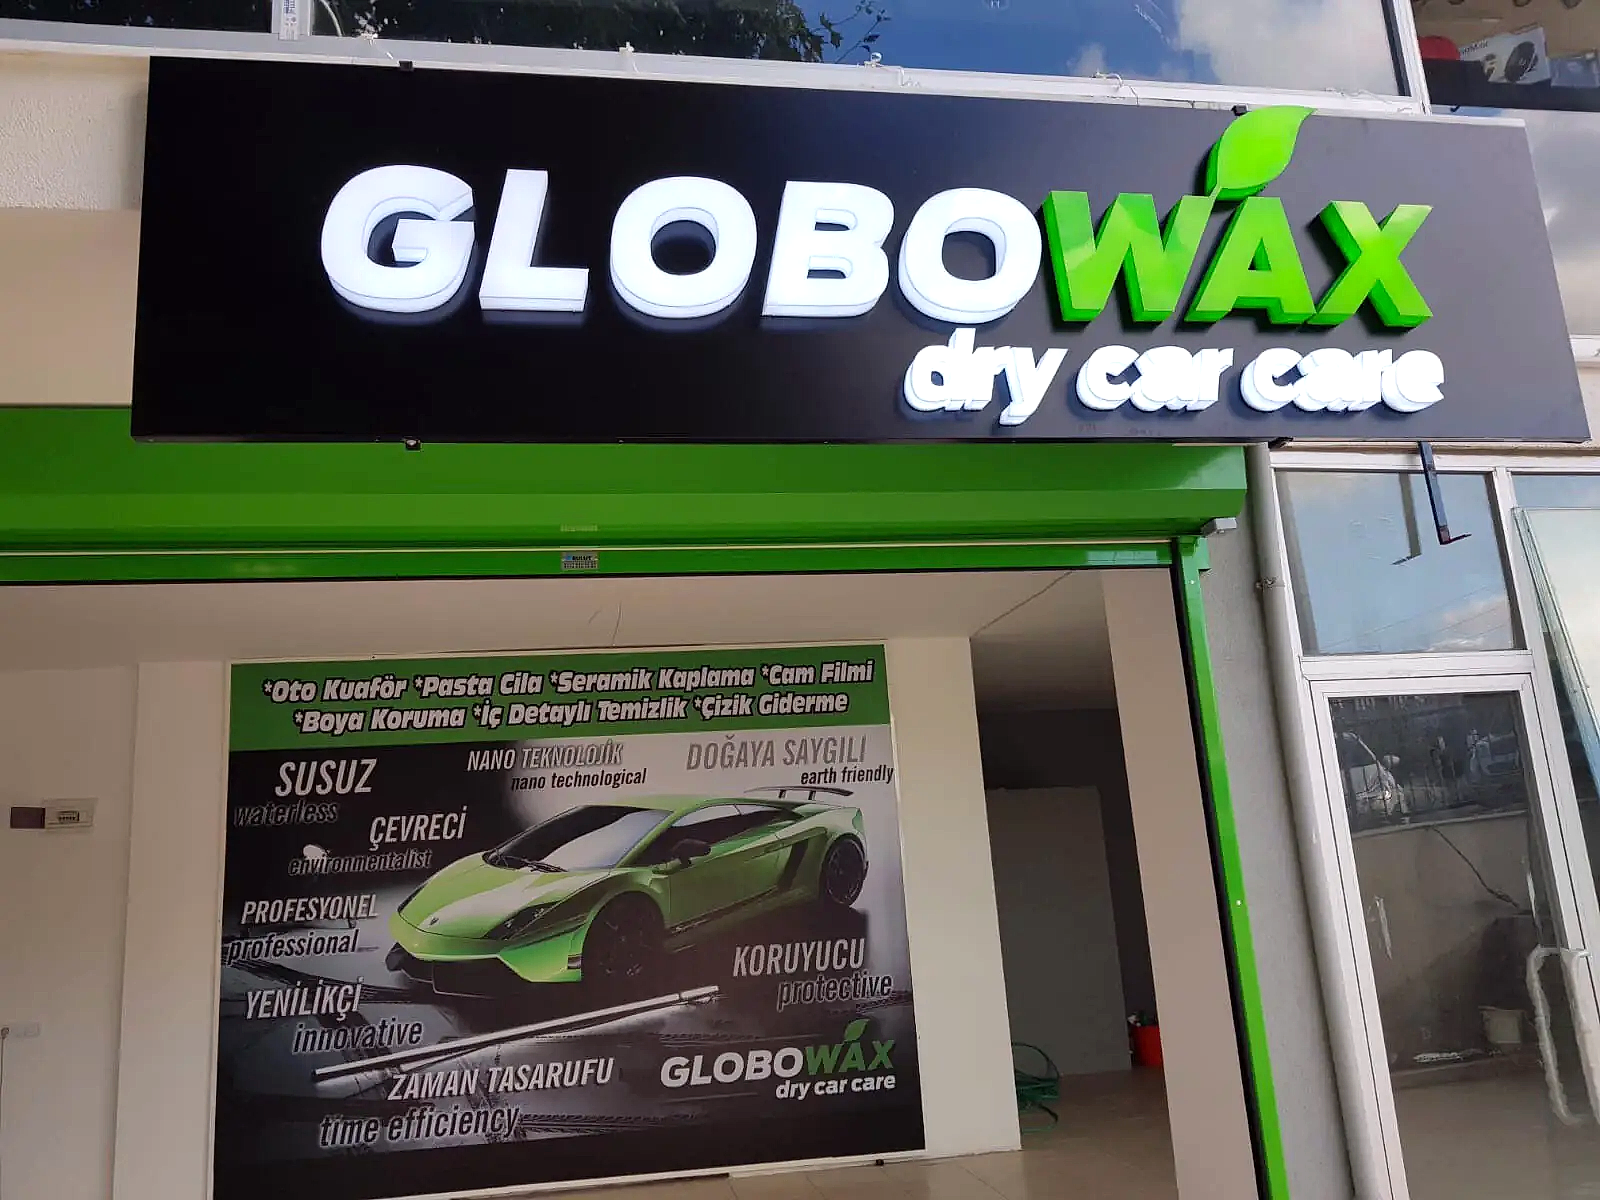 GLOBOWAX
dry car care
*Oto Kuaför *Pasta Cila *Seramik Kaplama *Cam Filmi
*Boya Koruma *İç Detaylı Temizlik *Çizik Giderme
SUSUZ
waterless
NANO TEKNOLOJİK
nano technological
DOĞAYA SAYGILI
earth friendly
ÇEVRECİ
environmentalist
PROFESYONEL
professional
KORUYUCU
protective
YENİLİKÇİ
innovative
ZAMAN TASARUFU
time efficiency
GLOBOWAX
dry car care